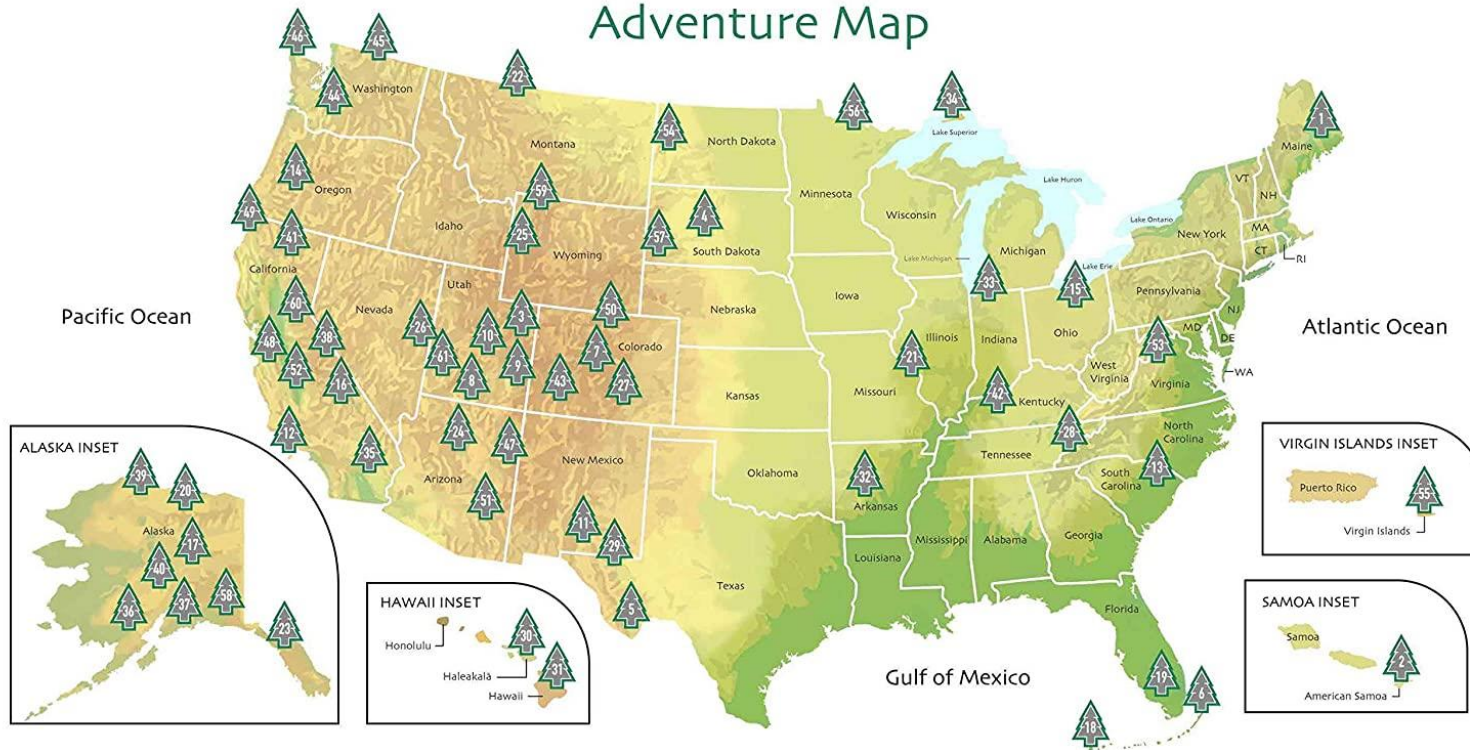 Adventure Map
46
45
22
44
Washington
Montana
54
North Dakota
56
34
Lake Superior
1
Maine
14
Oregon
59
Minnesota
Lake Huron
VT
NH
49
41
Idaho
25
57
4
South Dakota
Wisconsin
Lake Ontano
New York
MA
CT
RI
California
Wyoming
Michigan
Lake Michigan
Lake Erie
Utah
60
Nevada
3
50
Nebraska
Iowa
33
15
Pennsylvania
NJ
Pacific Ocean
26
10
Colorado
7
Illinois
Indiana
Ohio
MD
DE
Atlantic Ocean
48
38
61
9
21
53
52
16
8
43
27
Kansas
Missouri
West
Virginia
Virginia
WA
42
Kentucky
12
35
24
47
New Mexico
28
North
Carolina
Tennessee
Arizona
51
Oklahoma
32
Arkansas
South
Carolina
13
11
29
Mississippi
Alabama
Georgia
Louisiana
Texas
5
Florida
Gulf of Mexico
19
6
18
ALASKA INSET
39
20
Alaska
17
40
36
37
58
23
HAWAII INSET
Honolulu
30
Haleakalā
31
Hawaii
VIRGIN ISLANDS INSET
Puerto Rico
55
Virgin Islands
SAMOA INSET
Samoa
2
American Samoa